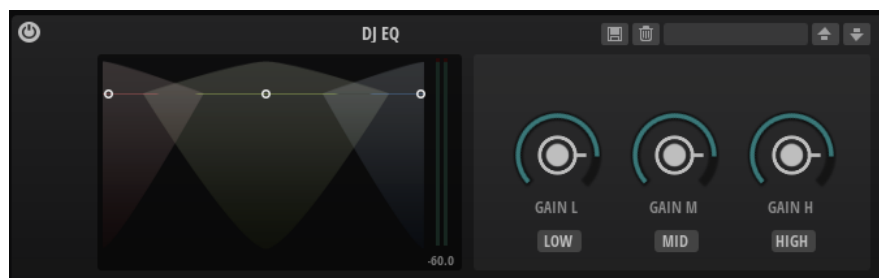 DJ EQ
-60.0
GAIN L GAIN M GAIN H
LOW MID HIGH